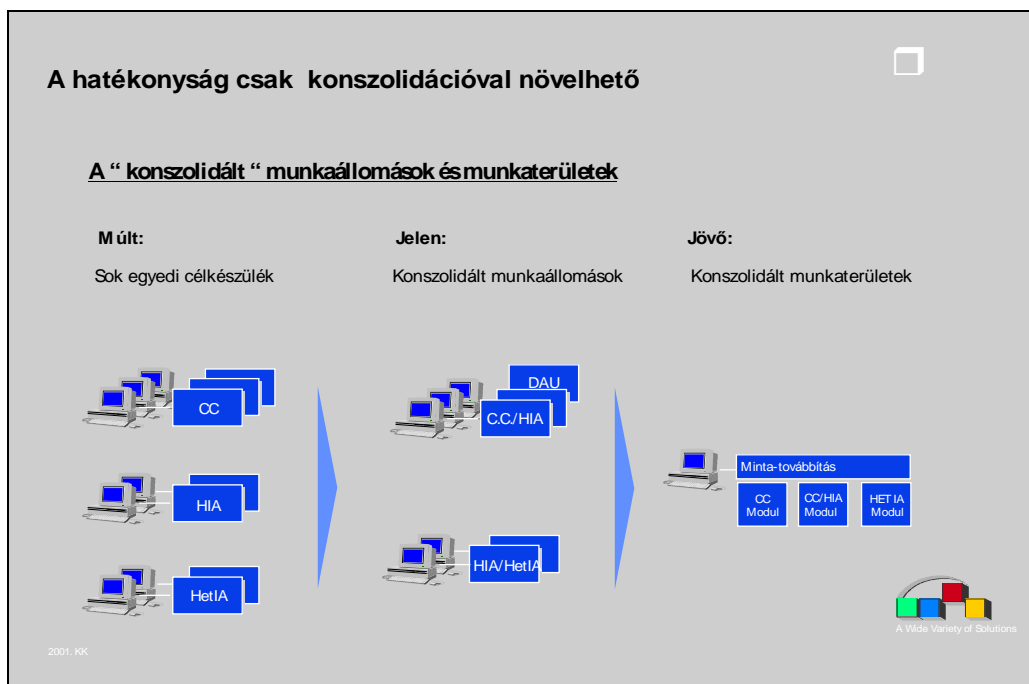 A hatékonyság csak konszolidációval növelhető
A “ konszolidált “ munkaállomások és munkaterületek
Múlt:
Sok egyedi célkészülék
Jelen:
Konszolidált munkaállomások
Jövő:
Konszolidált munkaterületek
CC
HIA
HetIA
DAU
C.C./HIA
HIA/HetIA
Minta-továbbítás
CC
Modul
CC/HIA
Modul
HET IA
Modul
A Wide Variety of Solutions
2001. KK